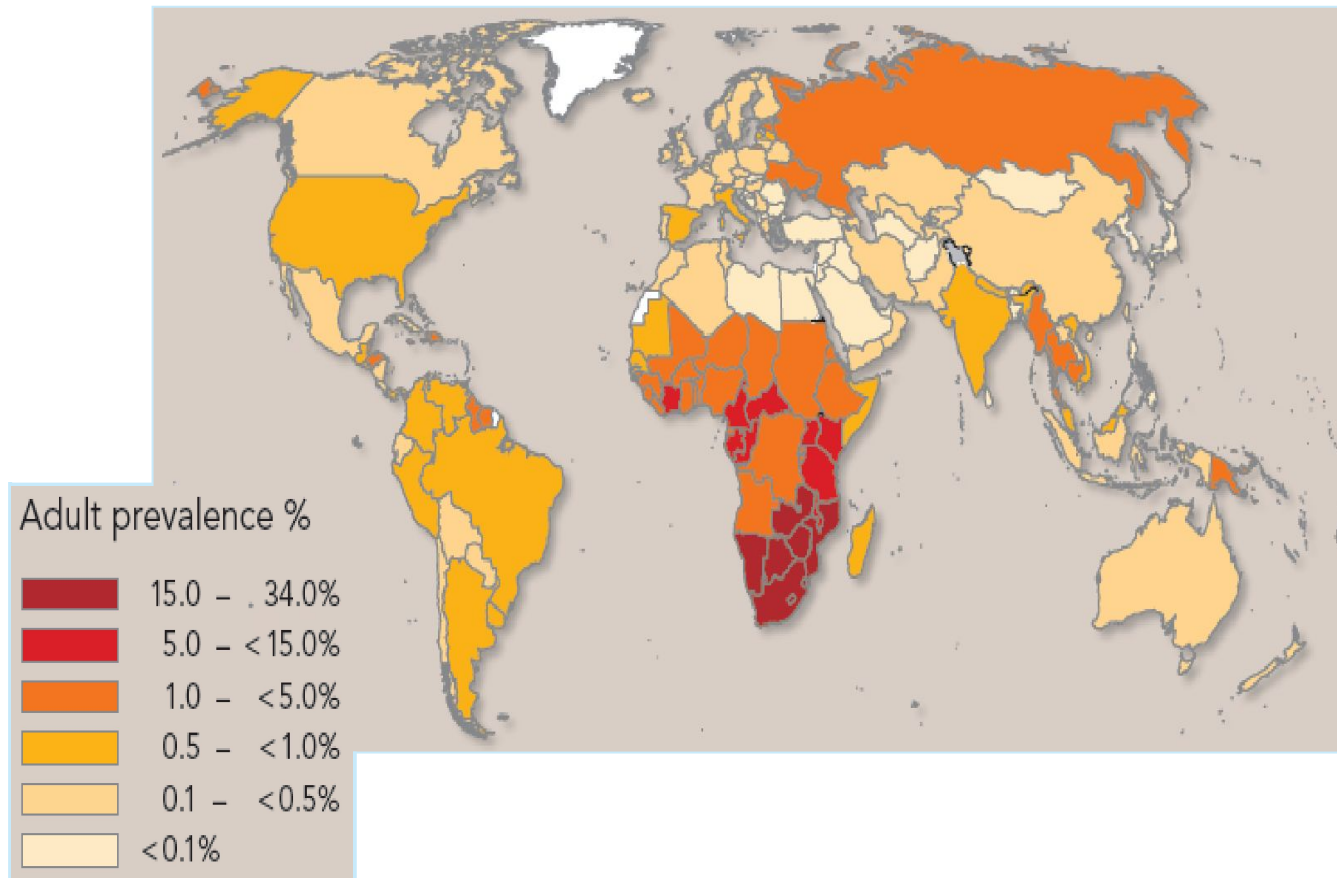 Adult prevalence %
15.0 – . 34.0%
5.0 – <15.0%
1.0 – <5.0%
0.5 – <1.0%
0.1 – <0.5%
<0.1%